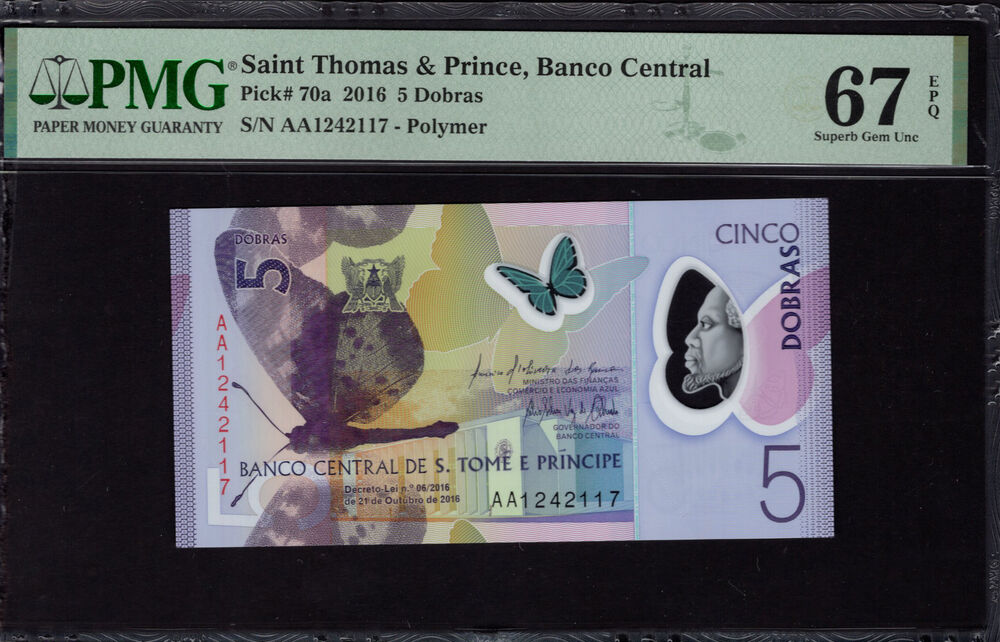 PMG®
PAPER MONEY GUARANTY
Saint Thomas & Prince, Banco Central
Pick# 70a 2016 5 Dobras
S/N AA1242117 - Polymer
67
EPQ
Superb Gem Unc
DOBRAS
5
AA1242117
CINCO
DOBRAS
MINISTRO DAS FINANÇAS
COMÉRCIO E ECONOMIA AZUL
GOVERNADOR DO
BANCO CENTRAL
BANCO CENTRAL DE S. TOMÉ E PRÍNCIPE
Decreto-Lei n.º 06/2016
de 21 de Outubro de 2016
AA1242117
5